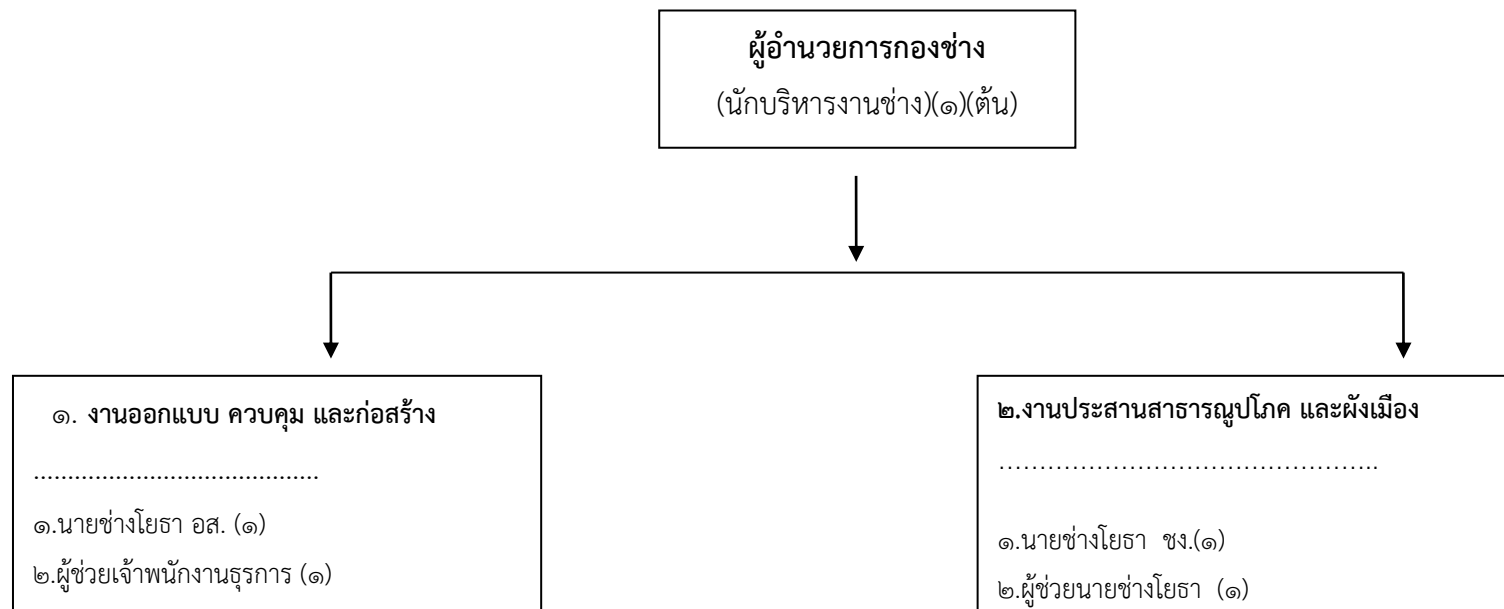 ผู้อำนวยการกองช่าง
(นักบริหารงานช่าง)(๑)(ต้น)
๑. งานออกแบบ ควบคุม และก่อสร้าง
..........................................
๑.นายช่างโยธา อส. (๑)
๒.ผู้ช่วยเจ้าพนักงานธุรการ (๑)
๒.งานประสานสาธารณูปโภค และผังเมือง
………………………………………..
๑.นายช่างโยธา ชง.(๑)
๒.ผู้ช่วยนายช่างโยธา (๑)